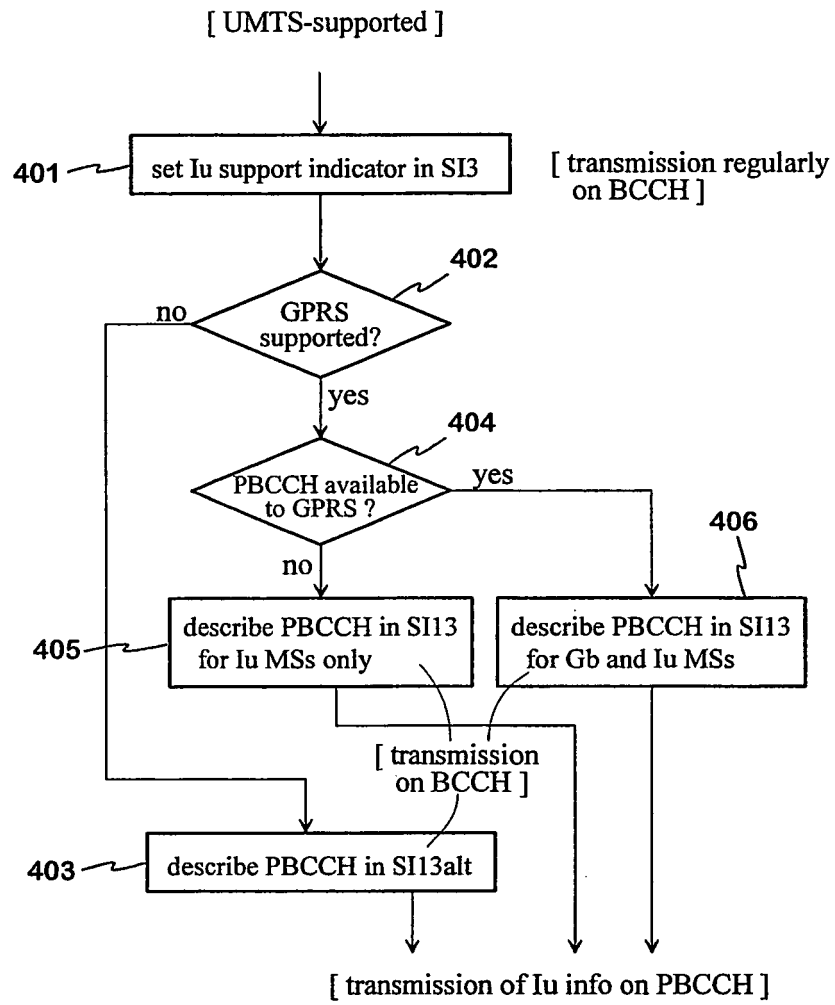 [ UMTS-supported ]
401
set Iu support indicator in SI3
[ transmission regularly
on BCCH ]
402
no
GPRS
supported?
yes
404
PBCCH available
to GPRS ?
yes
no
406
405
describe PBCCH in SI13
for Iu MSs only
describe PBCCH in SI13
for Gb and Iu MSs
[ transmission
on BCCH ]
403
describe PBCCH in SI13alt
[ transmission of Iu info on PBCCH ]